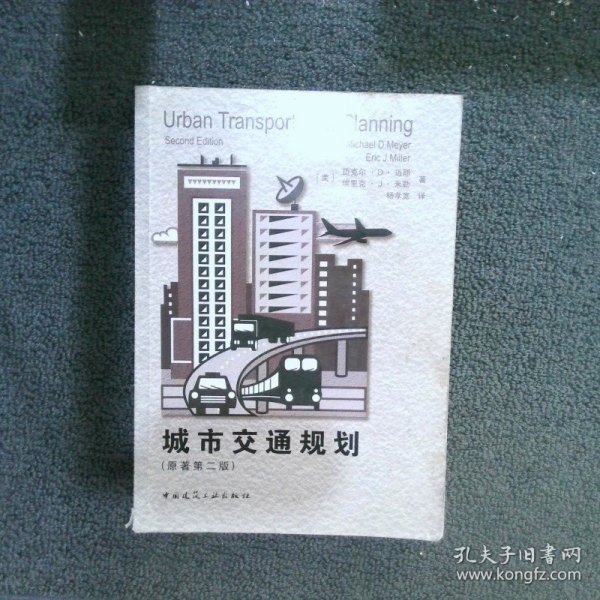 Urban Transport Planning
Second Edition
Michael D. Meyer
Eric J. Miller
[美] 迈克尔·D·迈耶
埃里克·J·米勒 著
杨孝宽 译
城市交通规划
(原著第二版)
中国建筑工业出版社
孔夫子旧书网
www.kongfz.com